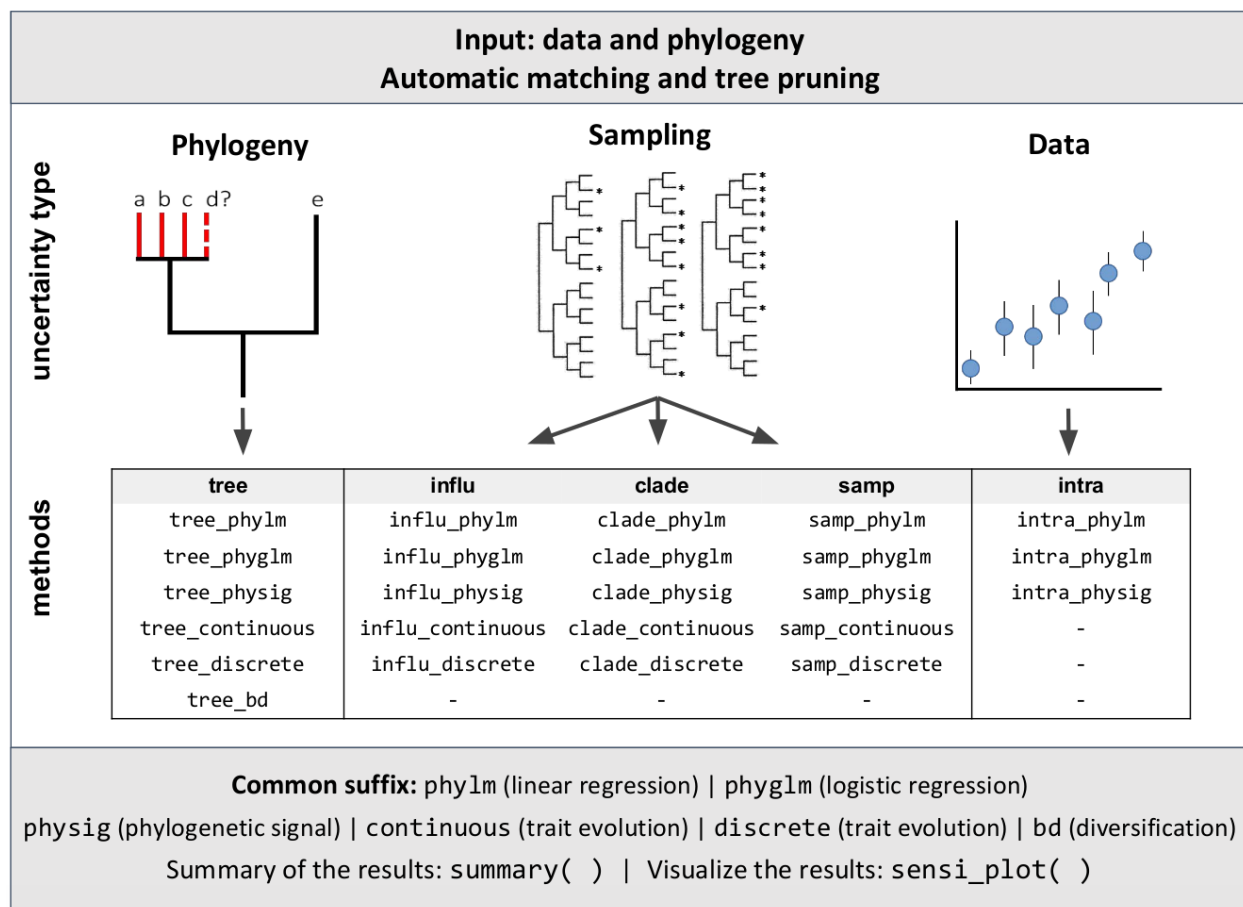 Input: data and phylogeny
Automatic matching and tree pruning
uncertainty type
Phylogeny
Sampling
Data
a b c d? e
* * *
* * *
* * *
* * *
* * *
* * *
* * *
* *
*
*
methods
tree influ clade samp intra
tree_phylm influ_phylm clade_phylm samp_phylm intra_phylm
tree_phyglm influ_phyglm clade_phyglm samp_phyglm intra_phyglm
tree_physig influ_physig clade_physig samp_physig intra_physig
tree_continuous influ_continuous clade_continuous samp_continuous -
tree_discrete influ_discrete clade_discrete samp_discrete -
tree_bd - - - -
Common suffix: phylm (linear regression) | phyglm (logistic regression)
physig (phylogenetic signal) | continuous (trait evolution) | discrete (trait evolution) | bd (diversification)
Summary of the results: summary( ) | Visualize the results: sensi_plot( )